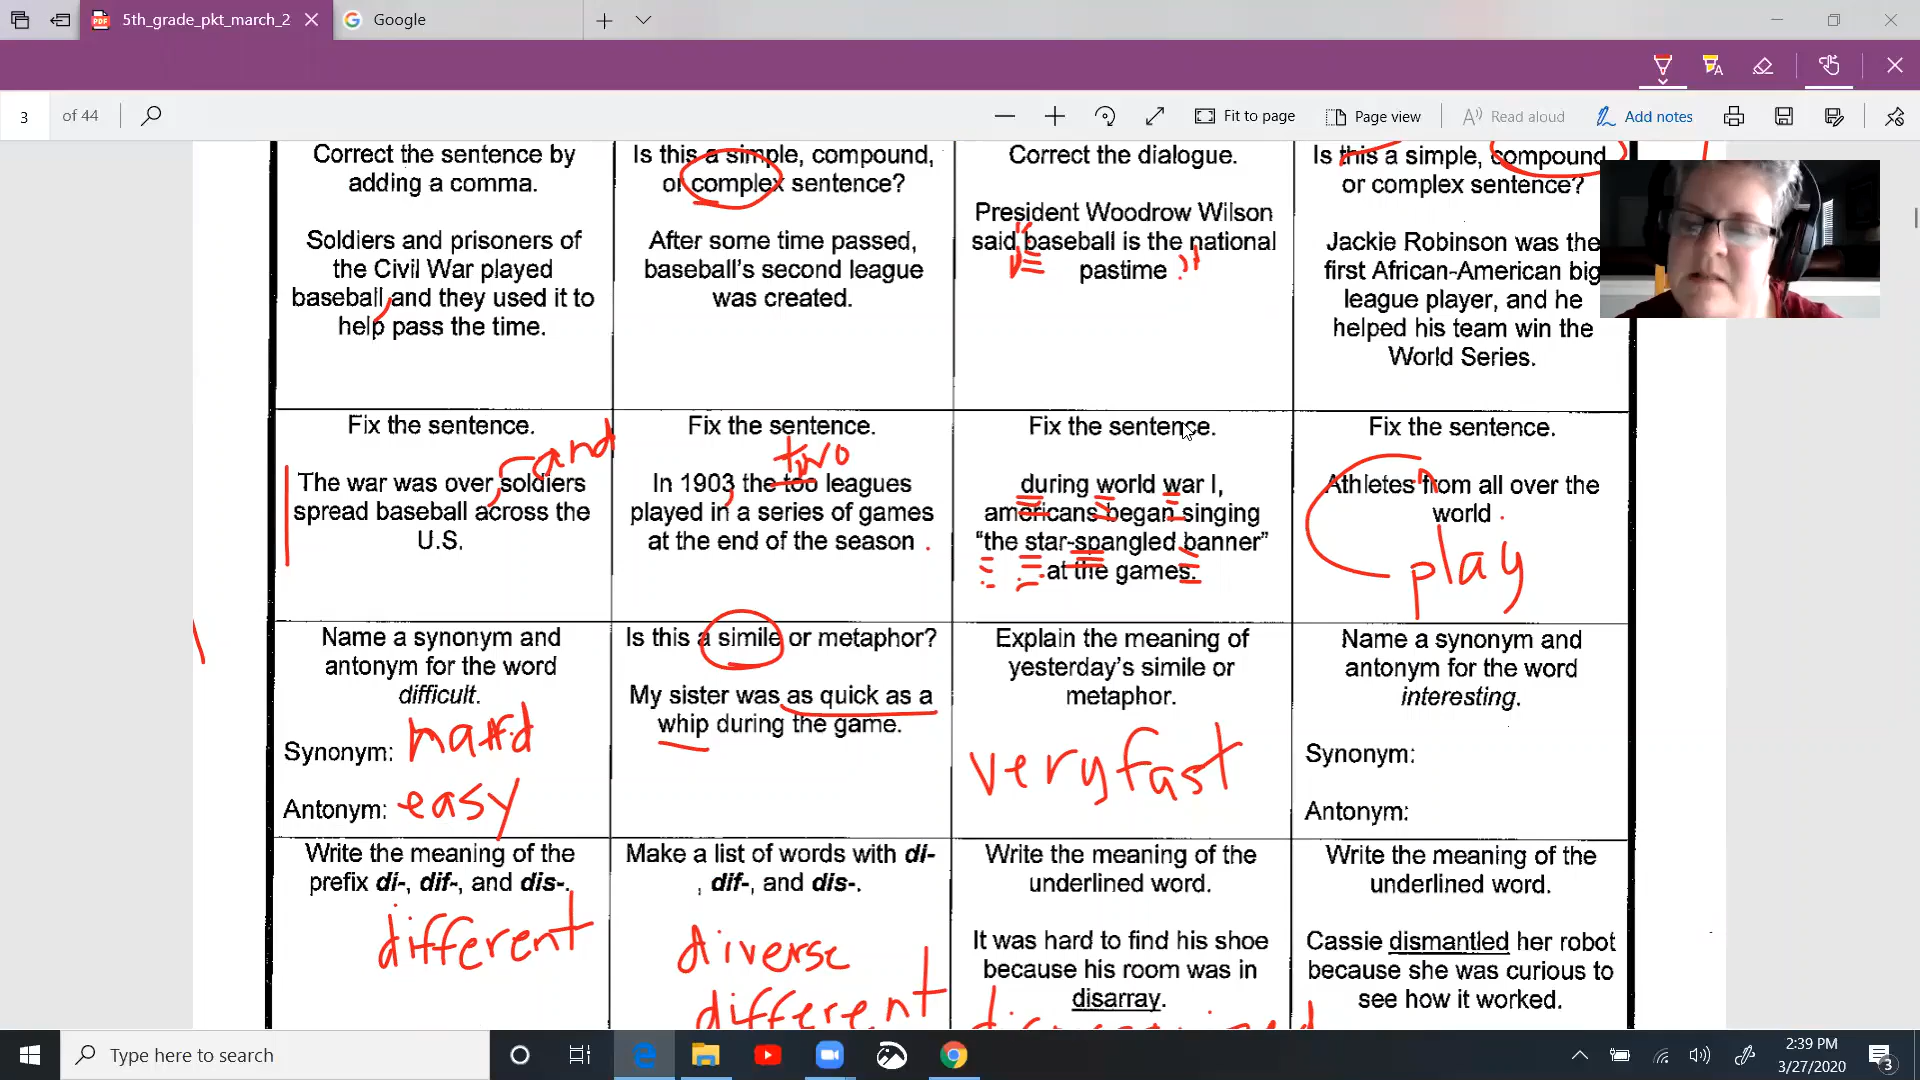 5th_grade_pkt_march_2
Google
3 of 44
Fit to page
Page view
Read aloud
Add notes
Correct the sentence by
adding a comma.
Soldiers and prisoners of
the Civil War played
baseball, and they used it to
help pass the time.
Is this a simple, compound,
or complex sentence?
After some time passed,
baseball's second league
was created.
Correct the dialogue.
President Woodrow Wilson
said baseball is the national
pastime
Is this a simple, compound
or complex sentence?
Jackie Robinson was the
first African-American big
league player, and he
helped his team win the
World Series.
Fix the sentence.
and
The war was over, soldiers
spread baseball across the
U.S.
Fix the sentence.
two
In 1903, the too leagues
played in a series of games
at the end of the season.
Fix the sentence.
during world war I,
americans began singing
"the star-spangled banner"
at the games.
Fix the sentence.
Athletes from all over the
world.
play
Name a synonym and
antonym for the word
difficult.
Synonym: hard
Antonym: easy
Is this a simile or metaphor?
My sister was as quick as a
whip during the game.
Explain the meaning of
yesterday's simile or
metaphor.
very fast
Name a synonym and
antonym for the word
interesting.
Synonym:
Antonym:
Write the meaning of the
prefix di-, dif-, and dis-.
different
Make a list of words with di-
, dif-, and dis-.
diverse
different
Write the meaning of the
underlined word.
It was hard to find his shoe
because his room was in
disarray.
Write the meaning of the
underlined word.
Cassie dismantled her robot
because she was curious to
see how it worked.
Type here to search
2:39 PM
3/27/2020
3